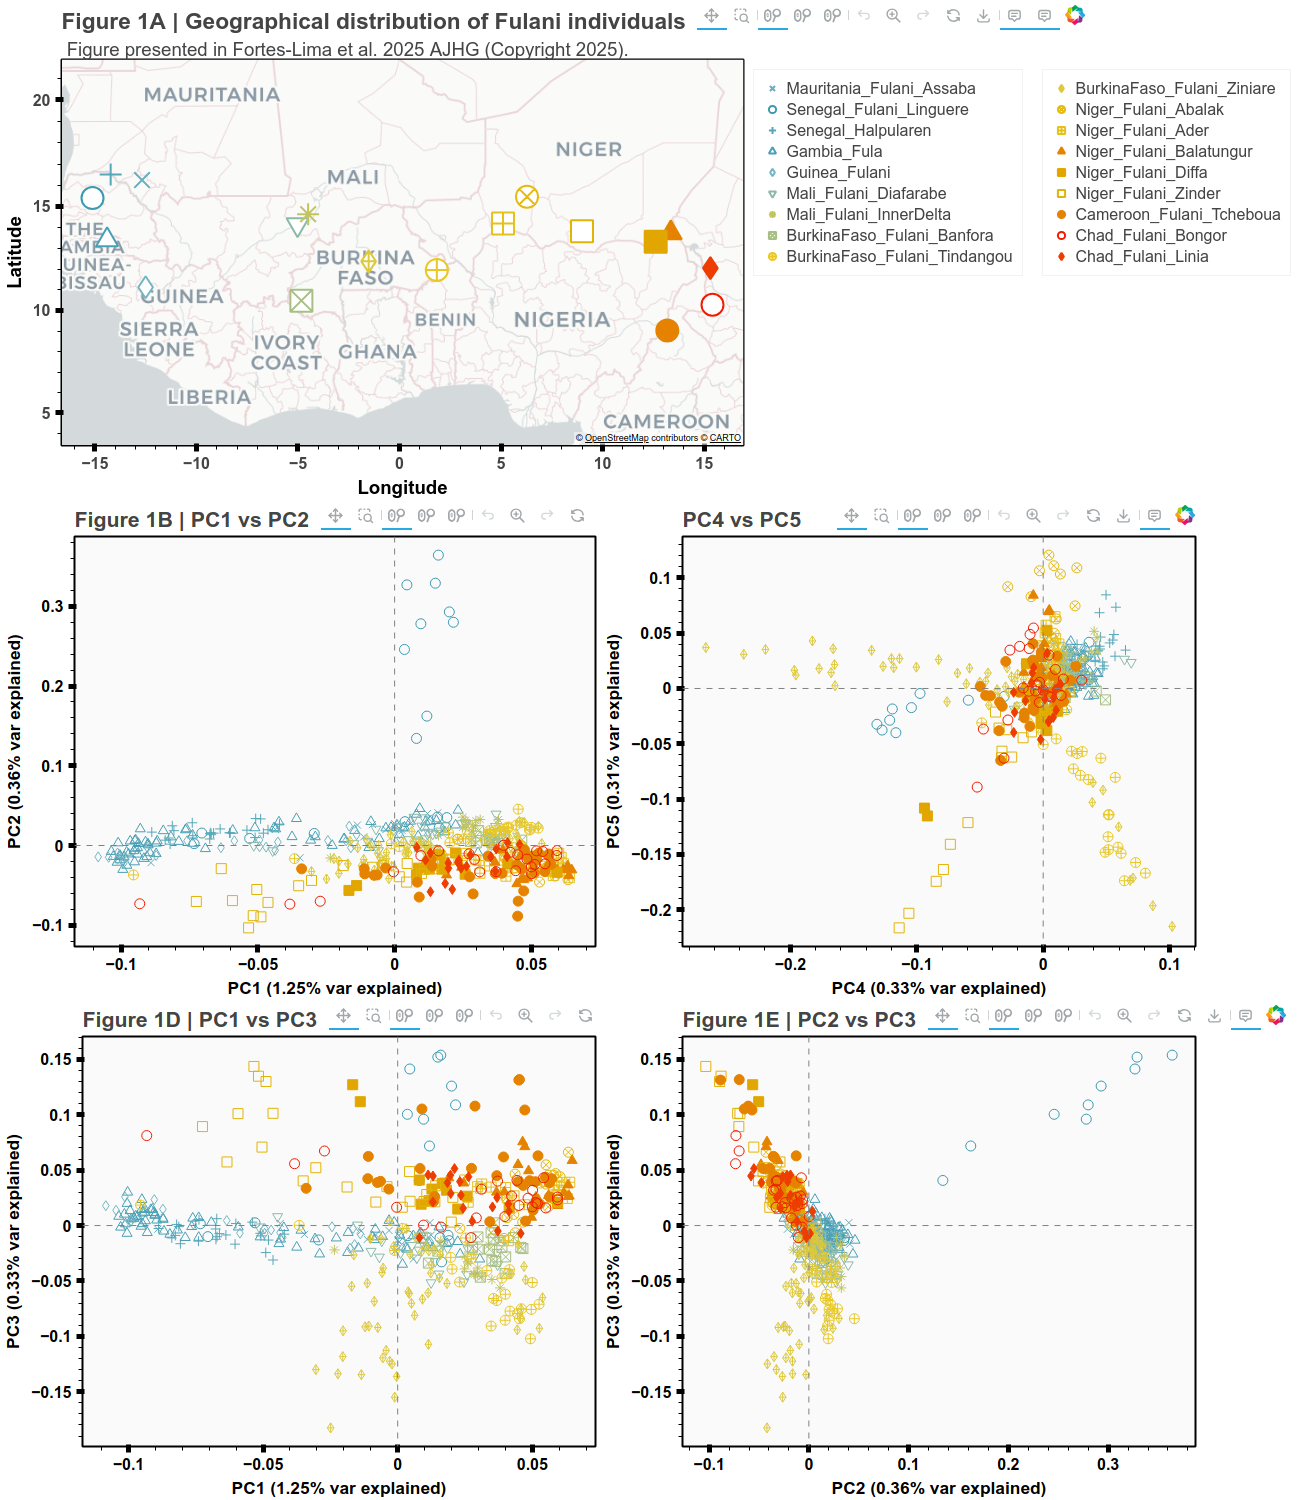 Figure 1A | Geographical distribution of Fulani individuals
Figure presented in Fortes-Lima et al. 2025 AJHG (Copyright 2025).
Latitude
20
15
10
5
MAURITANIA
NIGER
MALI
THE
GAMBIA
GUINEA-
BISSAU
BURKINA
FASO
GUINEA
SIERRA
LEONE
IVORY
COAST
GHANA
BENIN
NIGERIA
LIBERIA
CAMEROON
© OpenStreetMap contributors © CARTO
−15
−10
−5
0
5
10
15
Longitude
Mauritania_Fulani_Assaba
Senegal_Fulani_Linguere
Senegal_Halpularen
Gambia_Fula
Guinea_Fulani
Mali_Fulani_Diafarabe
Mali_Fulani_InnerDelta
BurkinaFaso_Fulani_Banfora
BurkinaFaso_Fulani_Tindangou
BurkinaFaso_Fulani_Ziniare
Niger_Fulani_Abalak
Niger_Fulani_Ader
Niger_Fulani_Balatungur
Niger_Fulani_Diffa
Niger_Fulani_Zinder
Cameroon_Fulani_Tcheboua
Chad_Fulani_Bongor
Chad_Fulani_Linia
Figure 1B | PC1 vs PC2
PC2 (0.36% var explained)
0.3
0.2
0.1
0
−0.1
−0.1
−0.05
0
0.05
PC1 (1.25% var explained)
PC4 vs PC5
PC5 (0.31% var explained)
0.1
0.05
0
−0.05
−0.1
−0.15
−0.2
−0.2
−0.1
0
0.1
PC4 (0.33% var explained)
Figure 1D | PC1 vs PC3
PC3 (0.33% var explained)
0.15
0.1
0.05
0
−0.05
−0.1
−0.15
−0.1
−0.05
0
0.05
PC1 (1.25% var explained)
Figure 1E | PC2 vs PC3
PC3 (0.33% var explained)
0.15
0.1
0.05
0
−0.05
−0.1
−0.15
−0.1
0
0.1
0.2
0.3
PC2 (0.36% var explained)